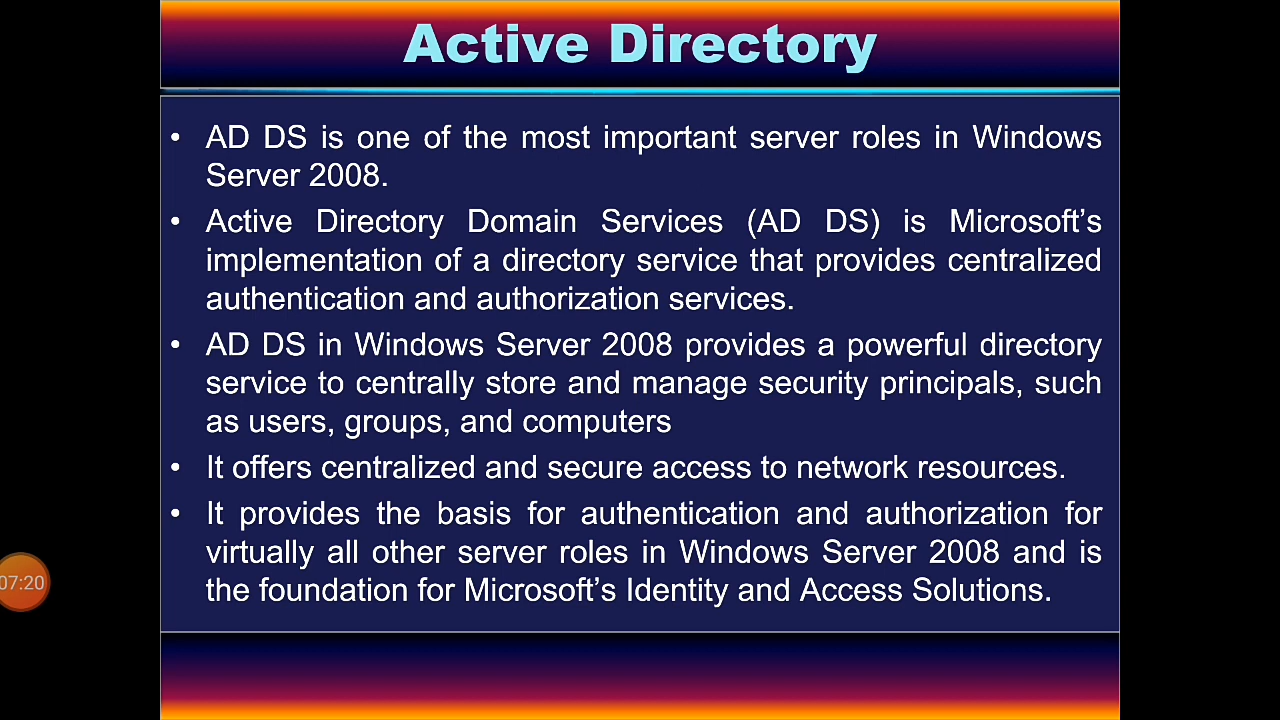 Active Directory
• AD DS is one of the most important server roles in Windows
Server 2008.
• Active Directory Domain Services (AD DS) is Microsoft’s
implementation of a directory service that provides centralized
authentication and authorization services.
• AD DS in Windows Server 2008 provides a powerful directory
service to centrally store and manage security principals, such
as users, groups, and computers
• It offers centralized and secure access to network resources.
• It provides the basis for authentication and authorization for
virtually all other server roles in Windows Server 2008 and is
the foundation for Microsoft’s Identity and Access Solutions.
07:20